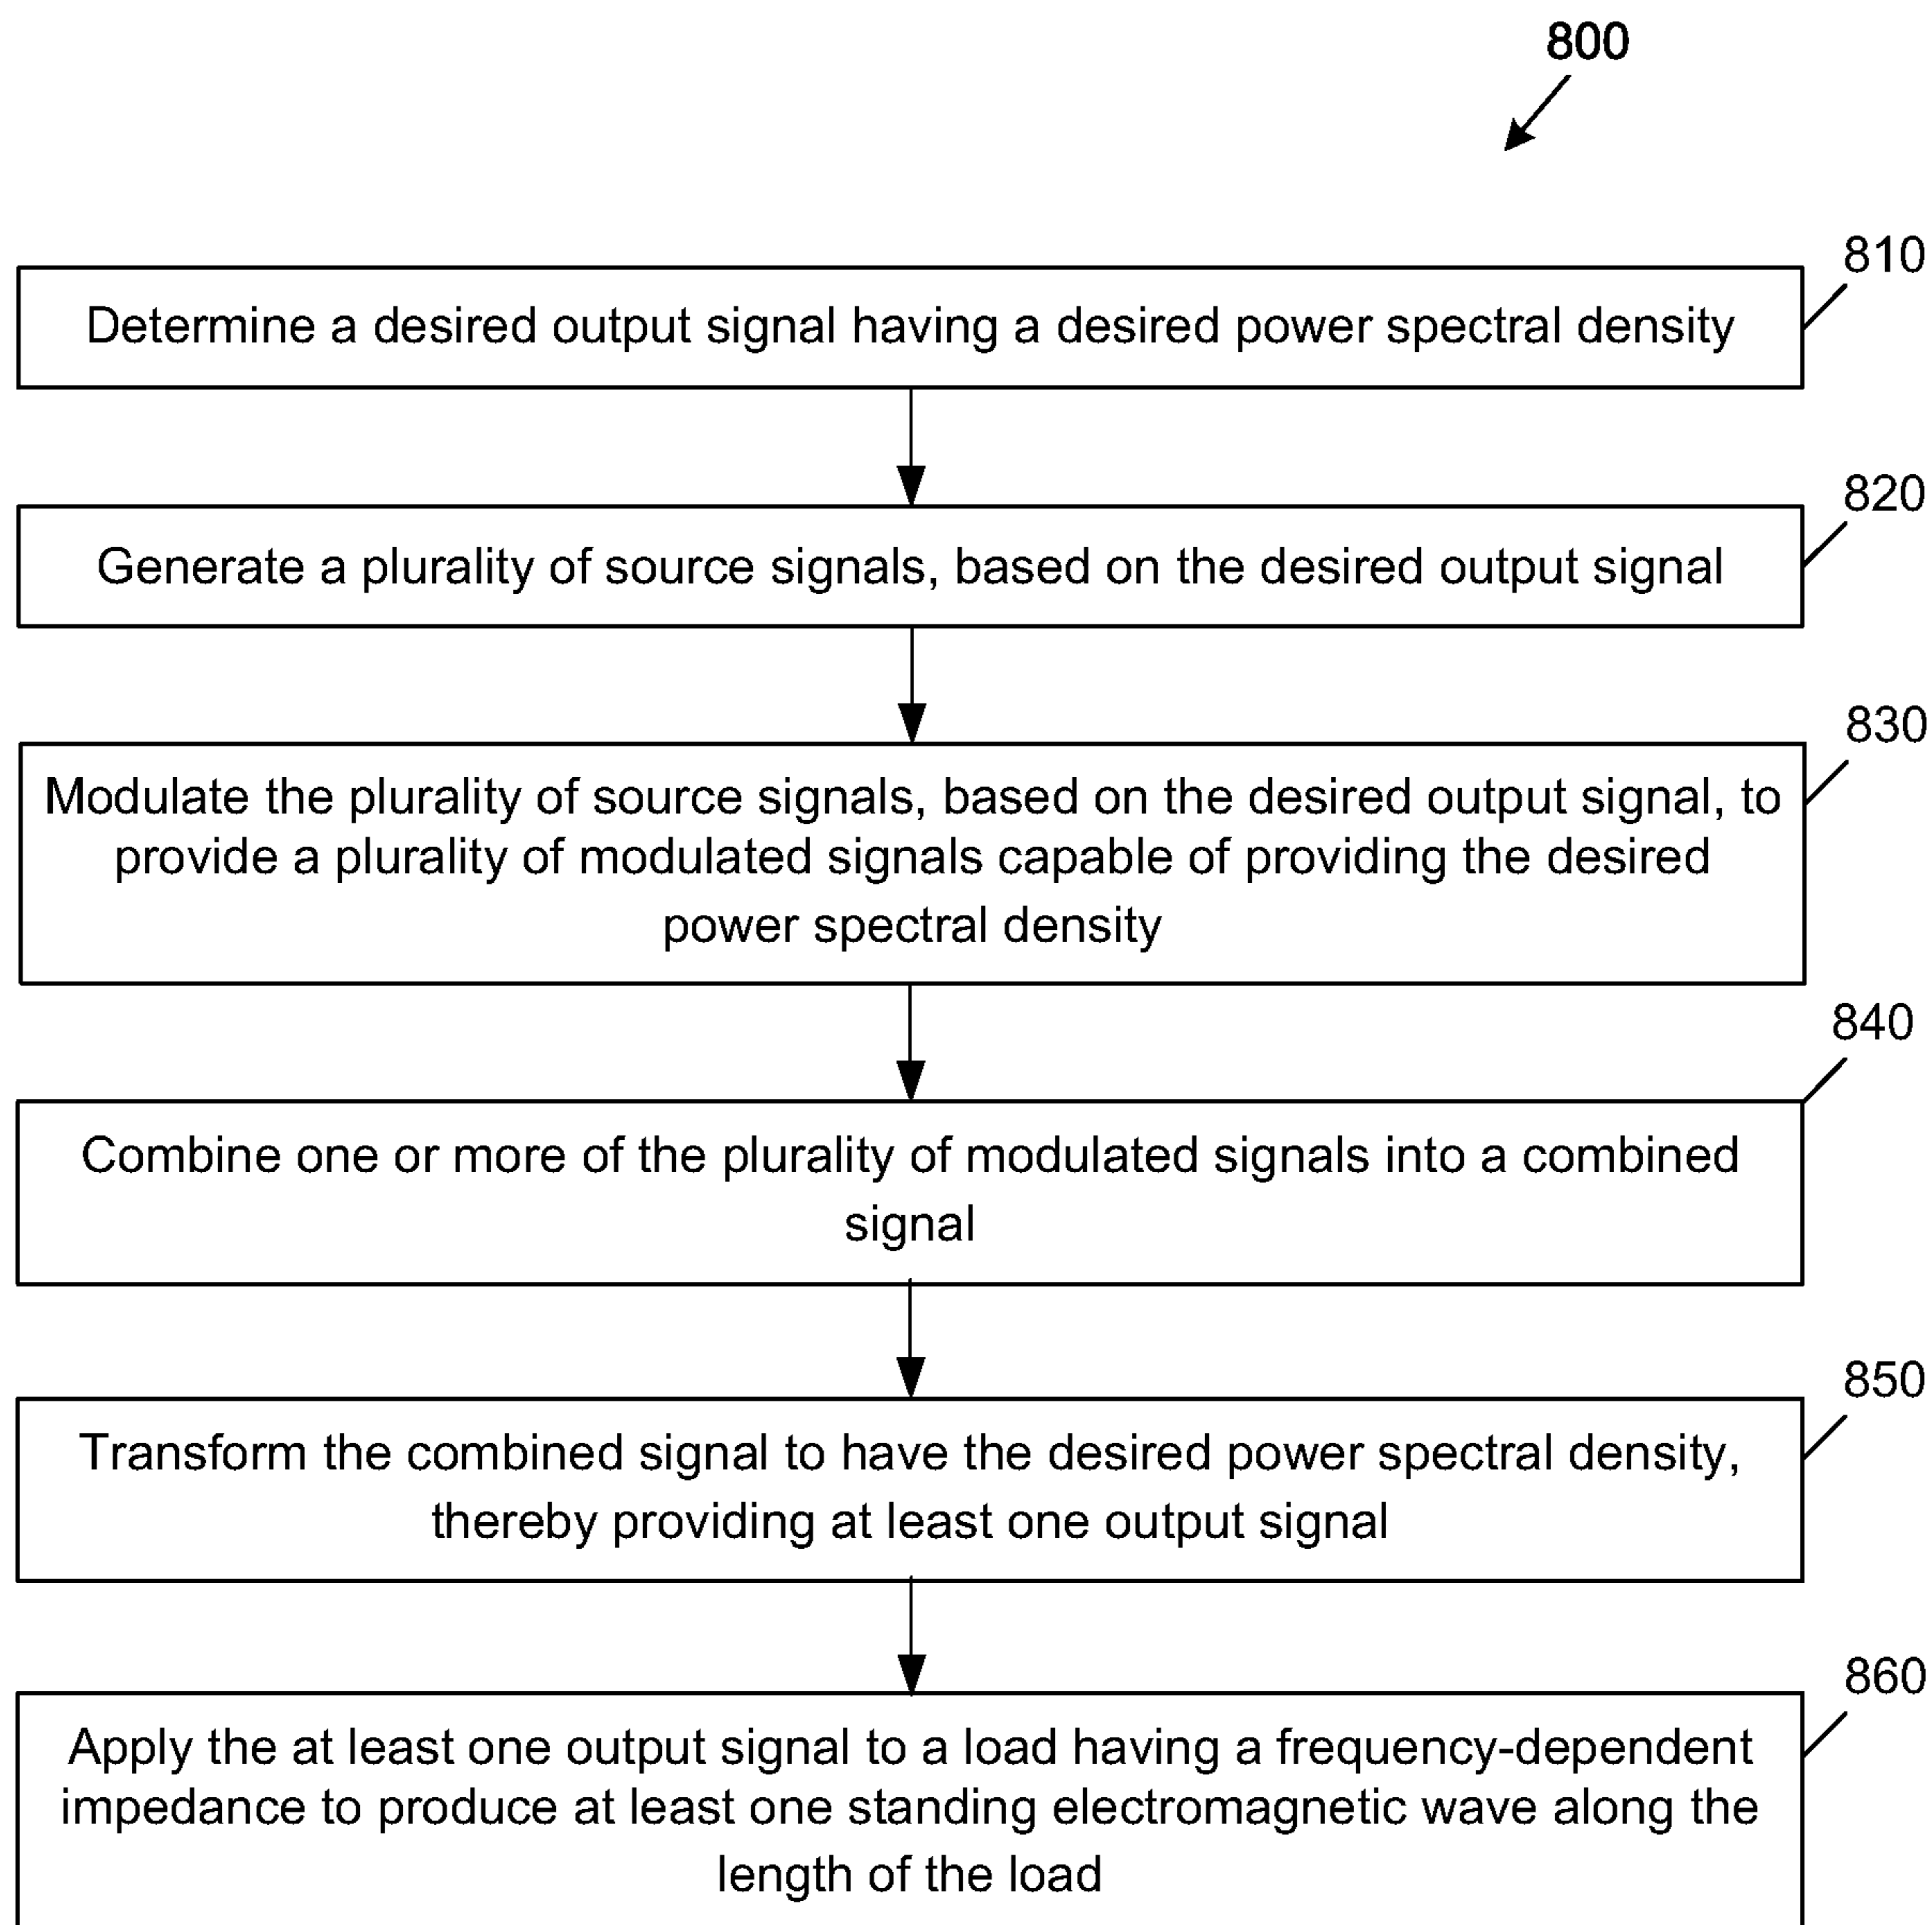 800
810
Determine a desired output signal having a desired power spectral density
820
Generate a plurality of source signals, based on the desired output signal
830
Modulate the plurality of source signals, based on the desired output signal, to
provide a plurality of modulated signals capable of providing the desired
power spectral density
840
Combine one or more of the plurality of modulated signals into a combined
signal
850
Transform the combined signal to have the desired power spectral density,
thereby providing at least one output signal
860
Apply the at least one output signal to a load having a frequency-dependent
impedance to produce at least one standing electromagnetic wave along the
length of the load